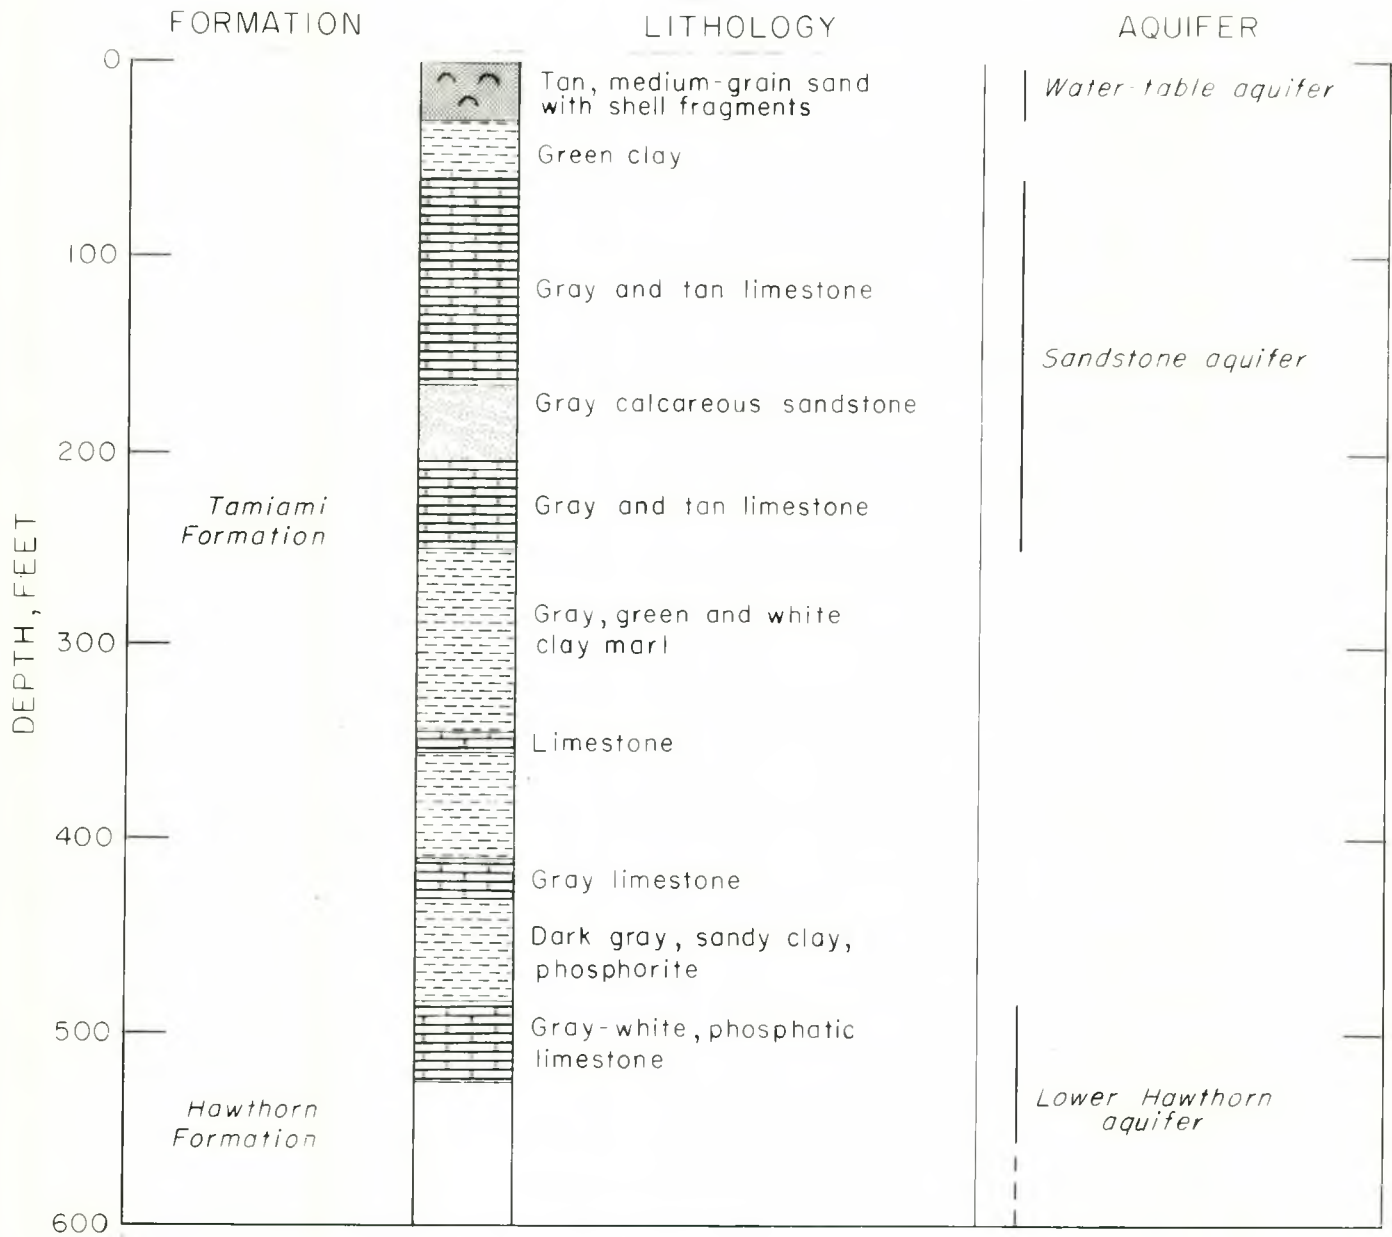 FORMATION
LITHOLOGY
AQUIFER
0
Tan, medium-grain sand
with shell fragments
Water-table aquifer
Green clay
100
Gray and tan limestone
Sandstone aquifer
Gray calcareous sandstone
200
Tamiami
Formation
Gray and tan limestone
DEPTH, FEET
Gray, green and white
clay marl
300
Limestone
400
Gray limestone
Dark gray, sandy clay,
phosphorite
500
Gray-white, phosphatic
limestone
Hawthorn
Formation
Lower Hawthorn
aquifer
600